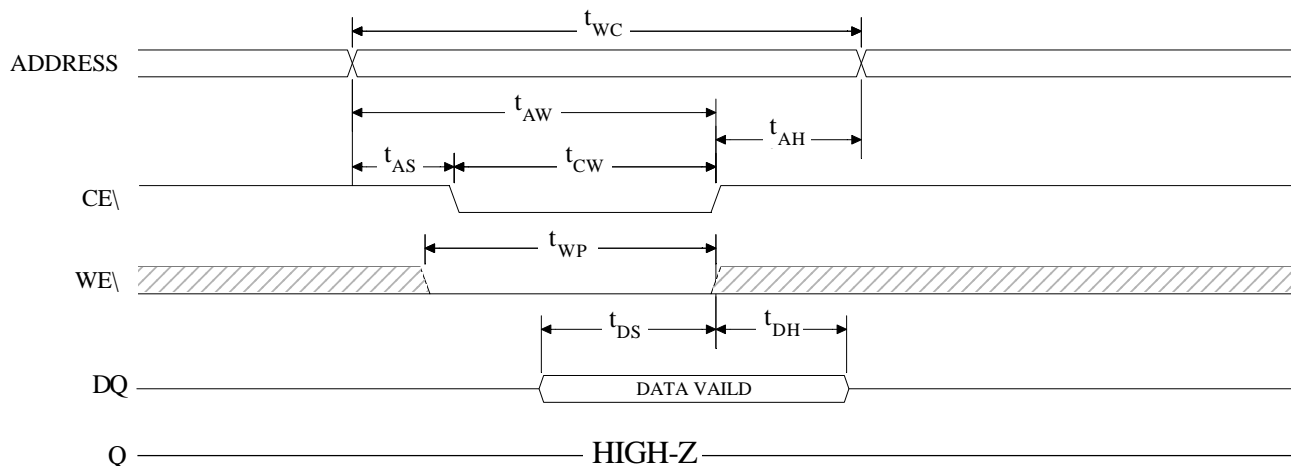 tWC
ADDRESS
tAW
tAH
tAS
tCW
CE\
tWP
WE\
tDS
tDH
DQ
DATA VAILD
Q
HIGH-Z